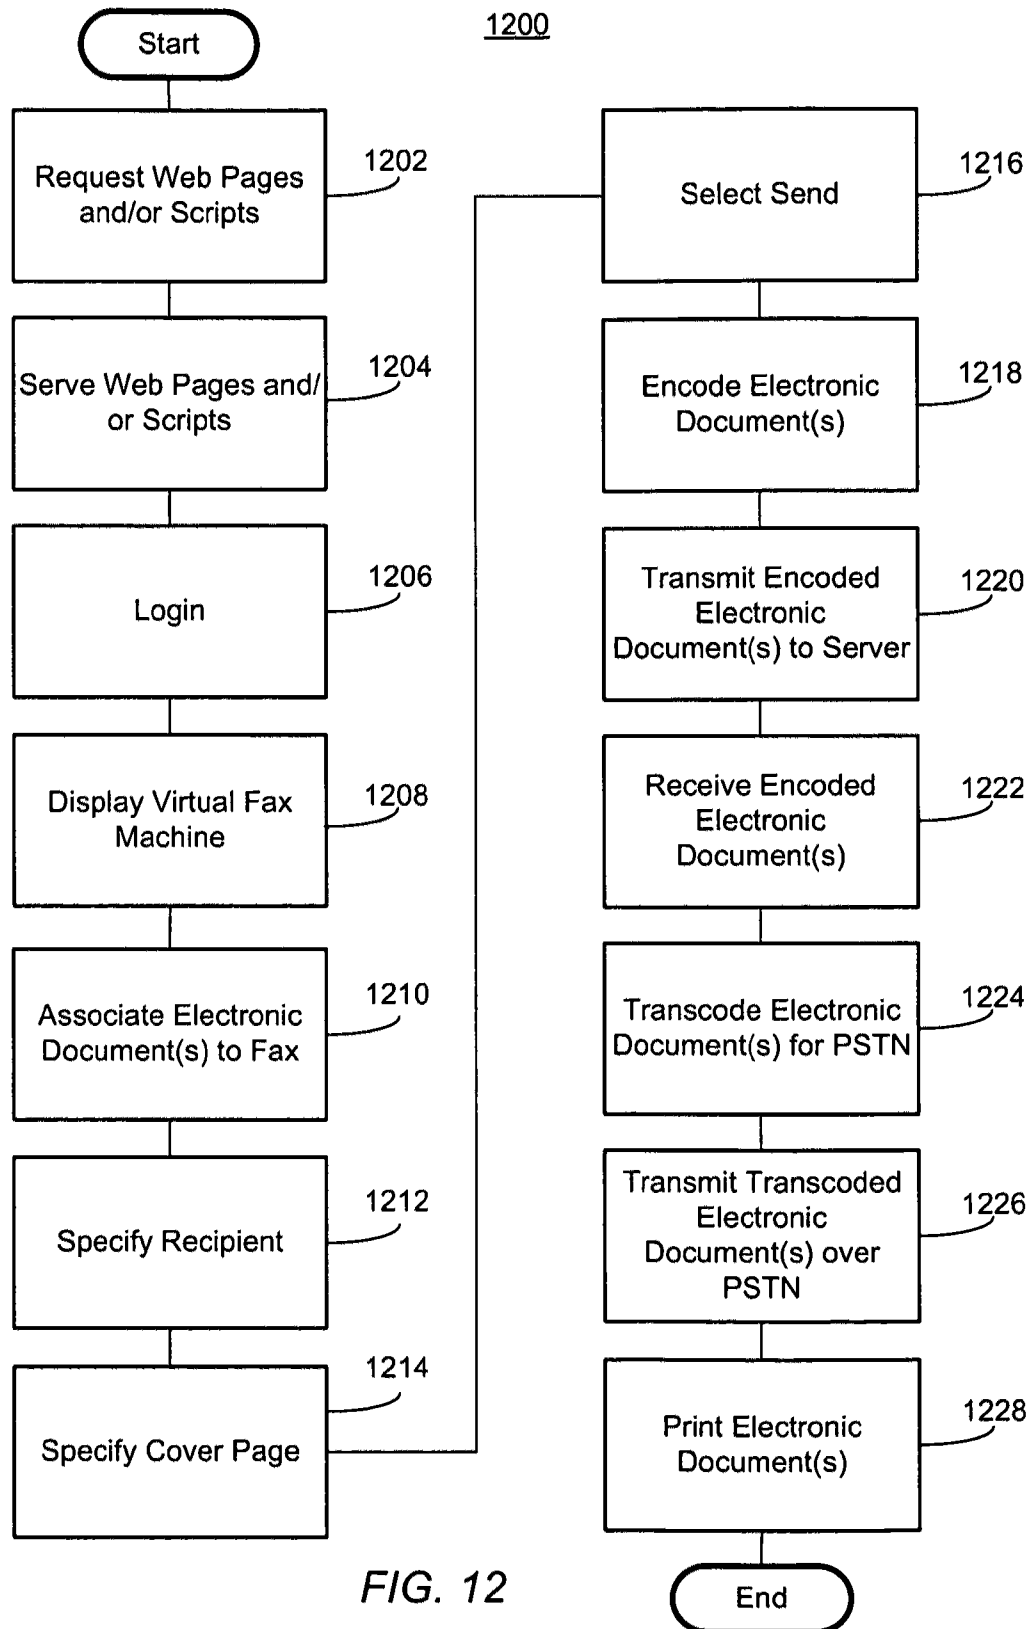 1200
Start
Request Web Pages
and/or Scripts
1202
Serve Web Pages and/
or Scripts
1204
Login
1206
Display Virtual Fax
Machine
1208
Associate Electronic
Document(s) to Fax
1210
Specify Recipient
1212
Specify Cover Page
1214
Select Send
1216
Encode Electronic
Document(s)
1218
Transmit Encoded
Electronic
Document(s) to Server
1220
Receive Encoded
Electronic
Document(s)
1222
Transcode Electronic
Document(s) for PSTN
1224
Transmit Transcoded
Electronic
Document(s) over
PSTN
1226
Print Electronic
Document(s)
1228
End
FIG. 12